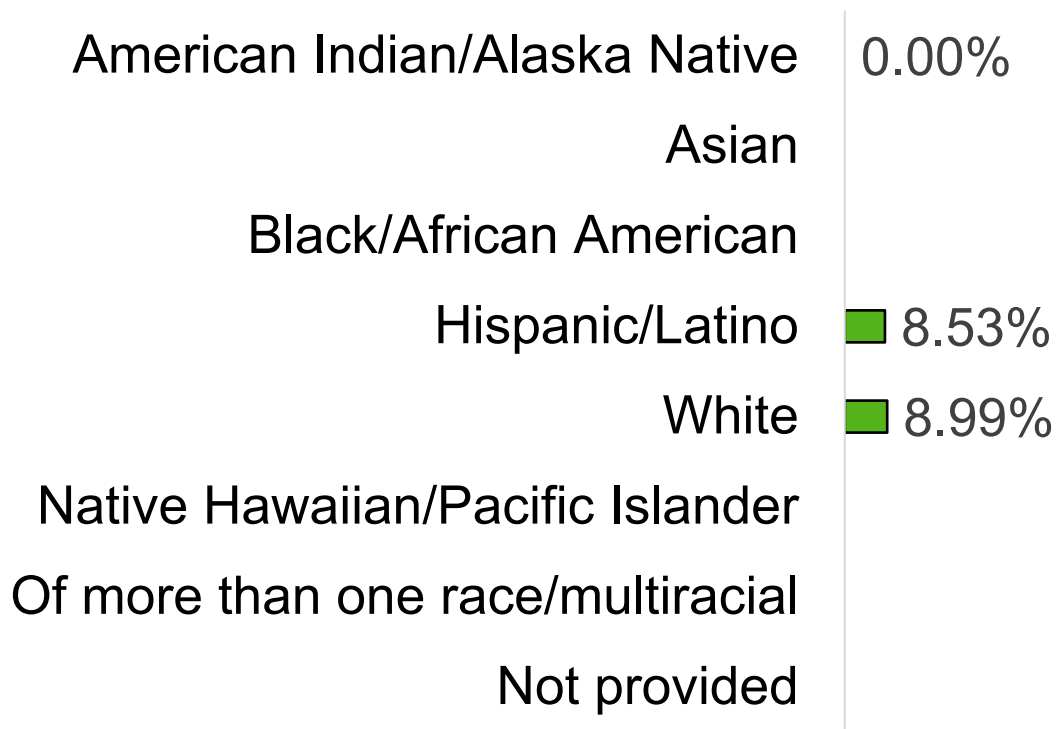 American Indian/Alaska Native 0.00%
Asian
Black/African American
Hispanic/Latino 8.53%
White 8.99%
Native Hawaiian/Pacific Islander
Of more than one race/multiracial
Not provided